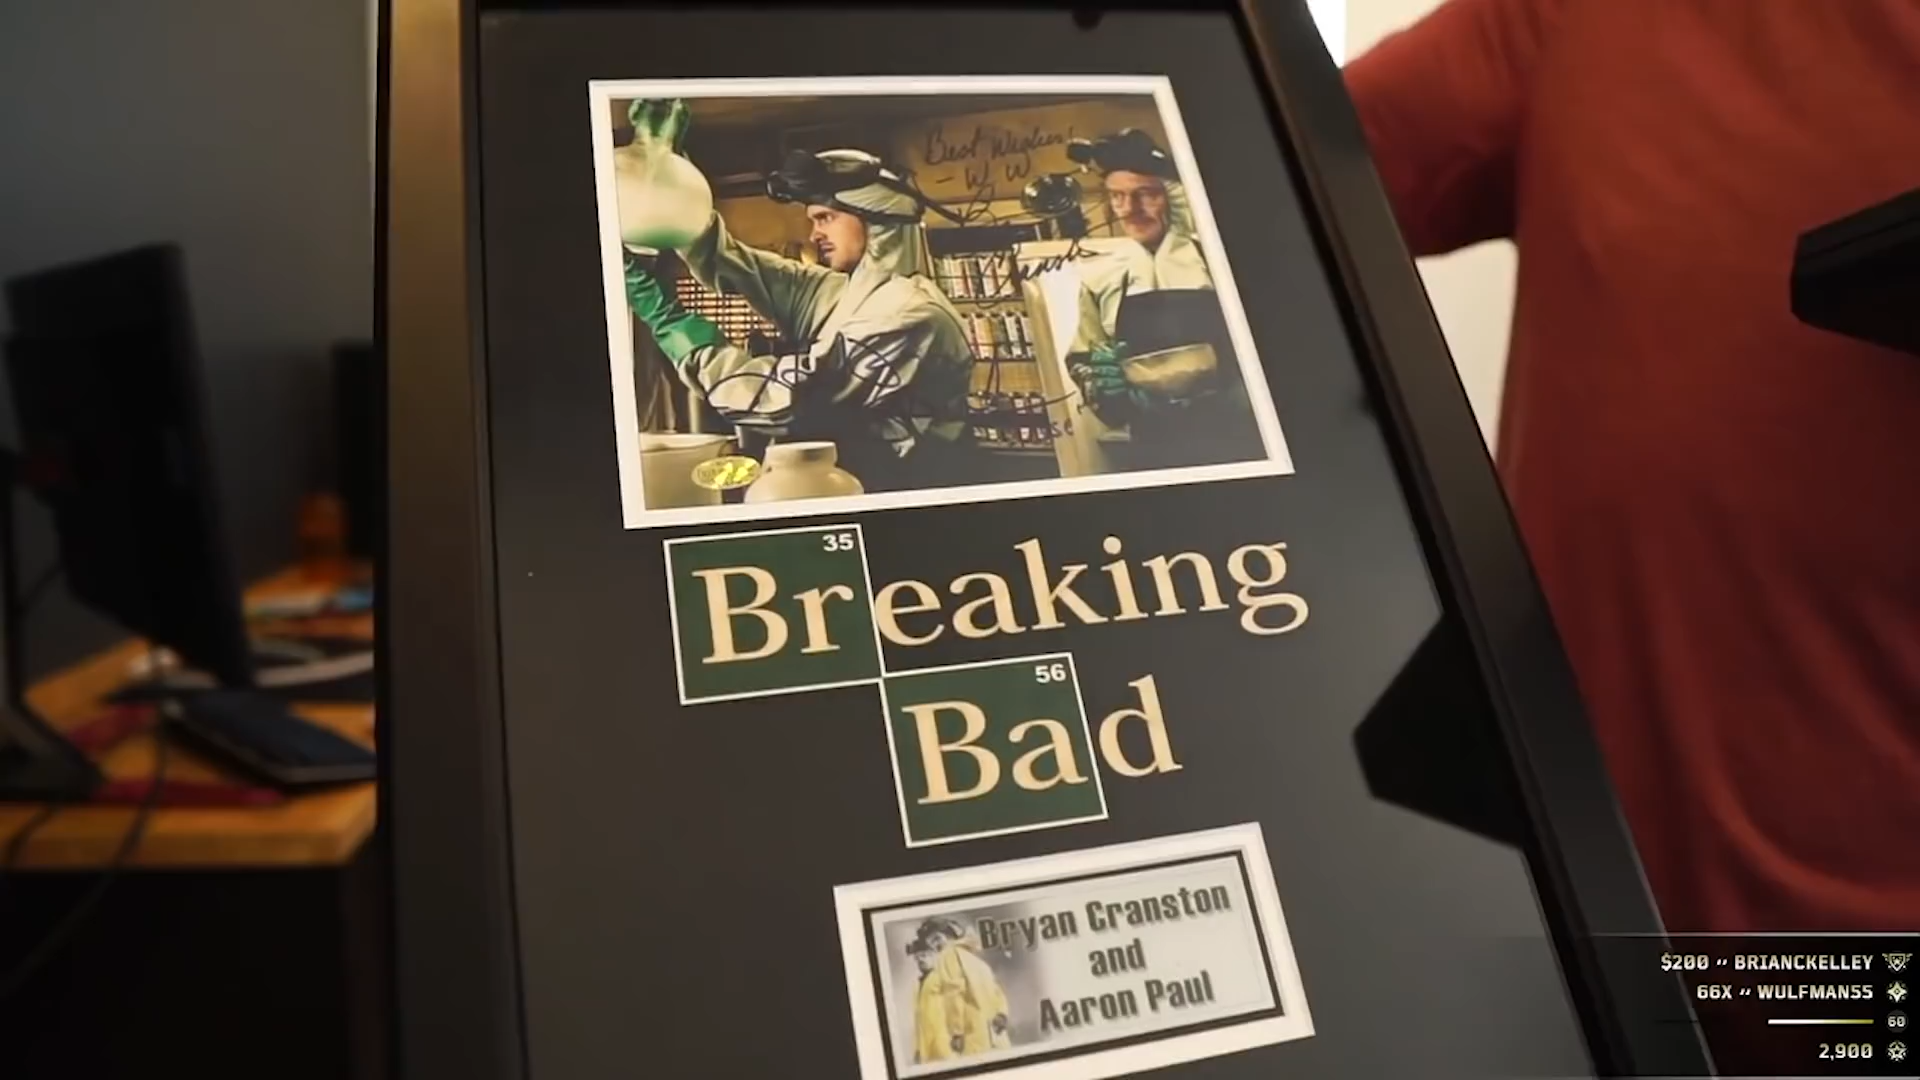 Best Wishes!
- W W
35
Breaking
56
Bad
Bryan Cranston
and
Aaron Paul
$200 // BRIANCKELLEY
66X // WULFMAN55
60
2,900